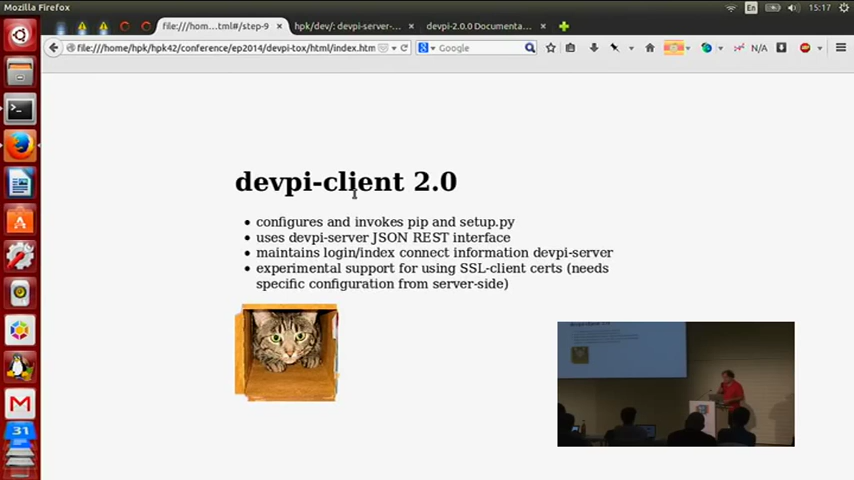 Mozilla Firefox
En
15:17
file:///hom...tml#/step-9
hpk/dev/: devpi-server-...
devpi-2.0.0 Documenta...
file:///home/hpk/hpk42/conference/ep2014/devpi-tox/html/index.htm
Google
N/A
devpi-client 2.0
configures and invokes pip and setup.py
uses devpi-server JSON REST interface
maintains login/index connect information devpi-server
experimental support for using SSL-client certs (needs
specific configuration from server-side)
31